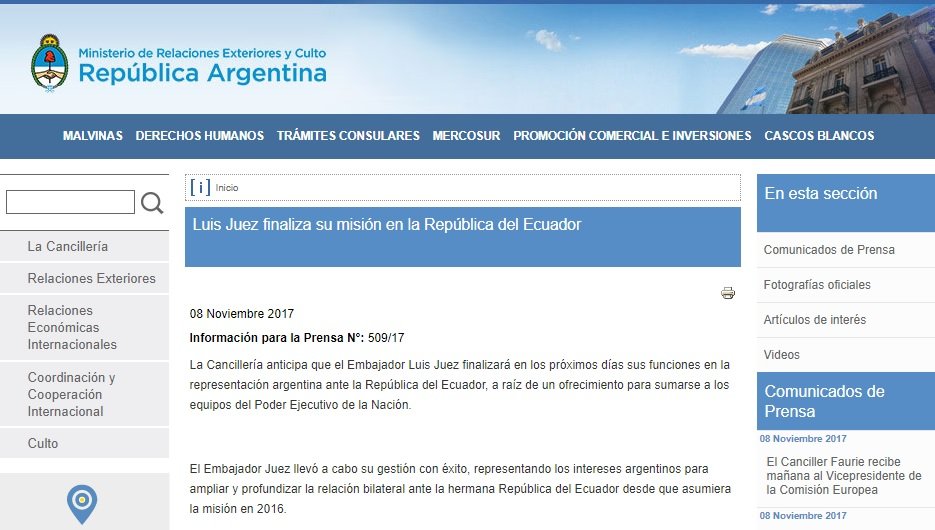 Ministerio de Relaciones Exteriores y Culto
República Argentina
MALVINAS DERECHOS HUMANOS TRÁMITES CONSULARES MERCOSUR PROMOCIÓN COMERCIAL E INVERSIONES CASCOS BLANCOS
La Cancillería
Relaciones Exteriores
Relaciones
Económicas
Internacionales
Coordinación y
Cooperación
Internacional
Culto
[ i ] Inicio
Luis Juez finaliza su misión en la República del Ecuador
08 Noviembre 2017
Información para la Prensa N°: 509/17
La Cancillería anticipa que el Embajador Luis Juez finalizará en los próximos días sus funciones en la
representación argentina ante la República del Ecuador, a raíz de un ofrecimiento para sumarse a los
equipos del Poder Ejecutivo de la Nación.
El Embajador Juez llevó a cabo su gestión con éxito, representando los intereses argentinos para
ampliar y profundizar la relación bilateral ante la hermana República del Ecuador desde que asumiera
la misión en 2016.
En esta sección
Comunicados de Prensa
Fotografías oficiales
Artículos de interés
Videos
Comunicados de
Prensa
08 Noviembre 2017
El Canciller Faurie recibe
mañana al Vicepresidente de
la Comisión Europea
08 Noviembre 2017